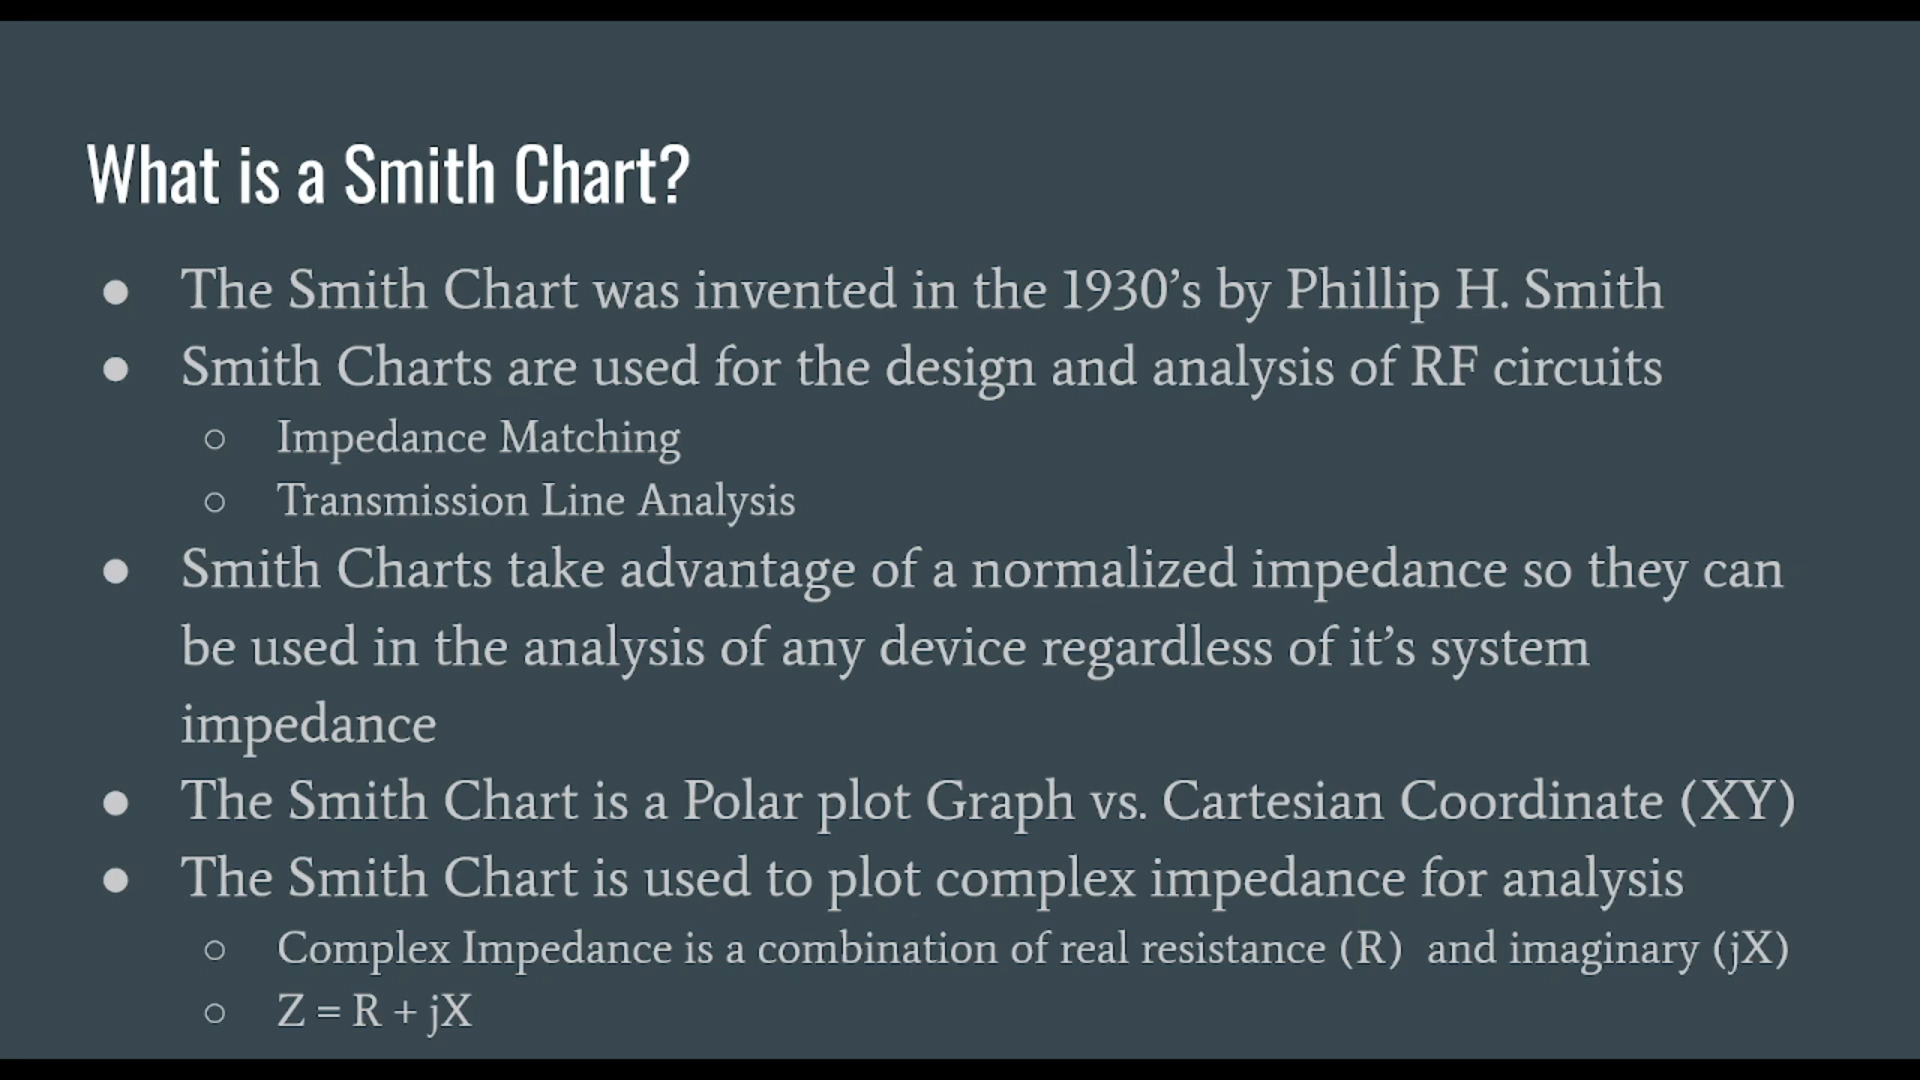 What is a Smith Chart?
● The Smith Chart was invented in the 1930’s by Phillip H. Smith
● Smith Charts are used for the design and analysis of RF circuits
○ Impedance Matching
○ Transmission Line Analysis
● Smith Charts take advantage of a normalized impedance so they can
be used in the analysis of any device regardless of it’s system
impedance
● The Smith Chart is a Polar plot Graph vs. Cartesian Coordinate (XY)
● The Smith Chart is used to plot complex impedance for analysis
○ Complex Impedance is a combination of real resistance (R) and imaginary (jX)
○ Z = R + jX